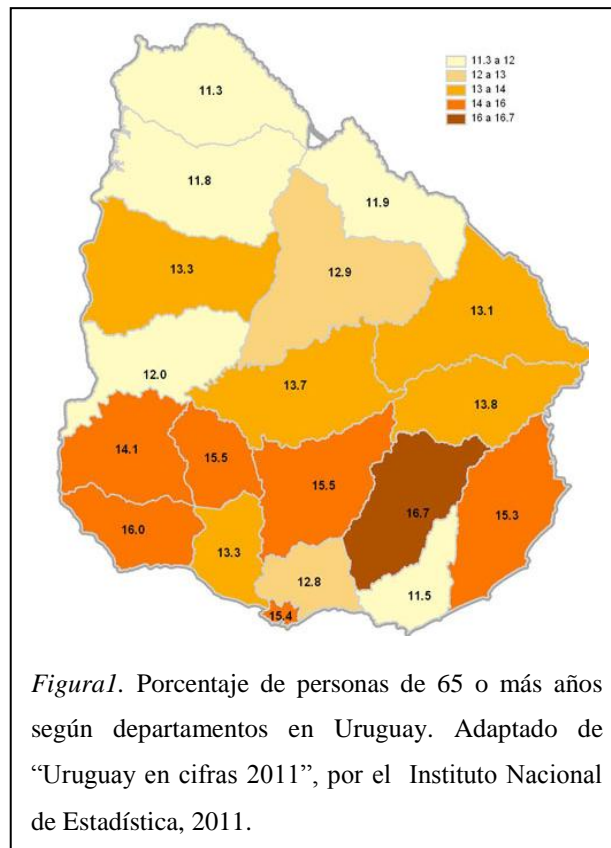 11.3 a 12
12 a 13
13 a 14
14 a 16
16 a 16.7
11.3
11.8
11.9
13.3
12.9
13.1
12.0
13.7
13.8
14.1
15.5
15.5
16.7
15.3
16.0
13.3
12.8
11.5
15.4
Figura1. Porcentaje de personas de 65 o más años
según departamentos en Uruguay. Adaptado de
“Uruguay en cifras 2011”, por el Instituto Nacional
de Estadística, 2011.